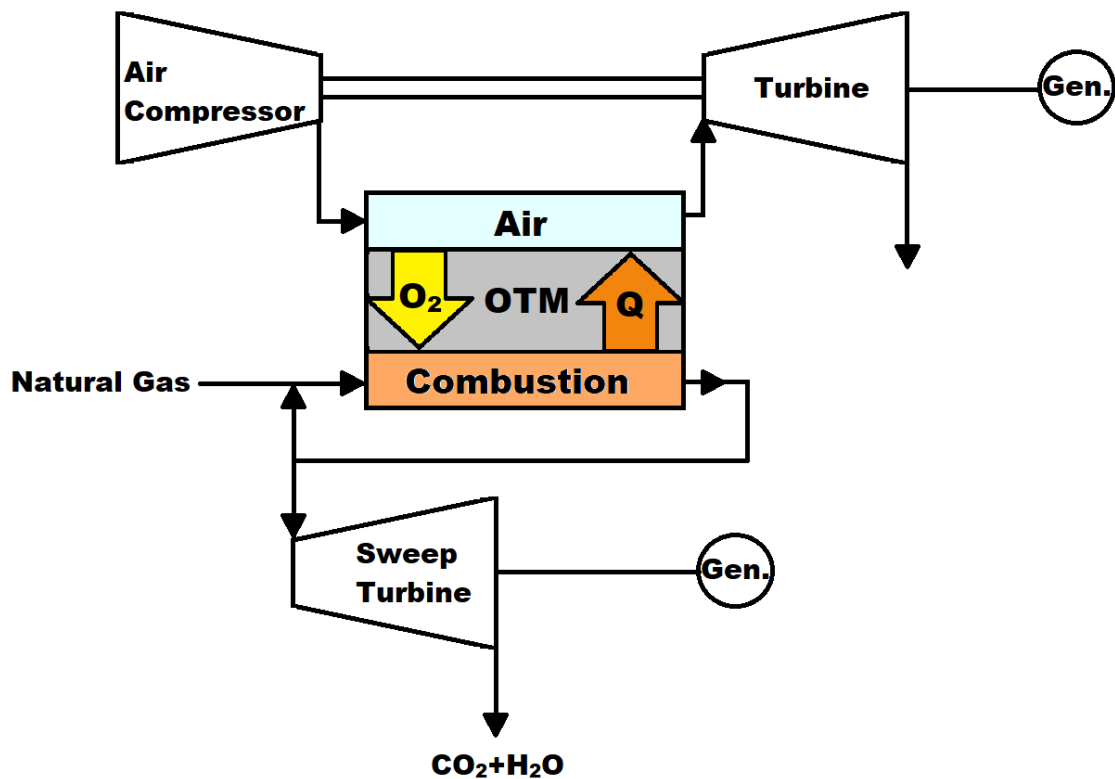 Air
Compressor
Turbine
Gen.
Air
O₂
OTM
Q
Natural Gas
Combustion
Sweep
Turbine
Gen.
CO₂+H₂O